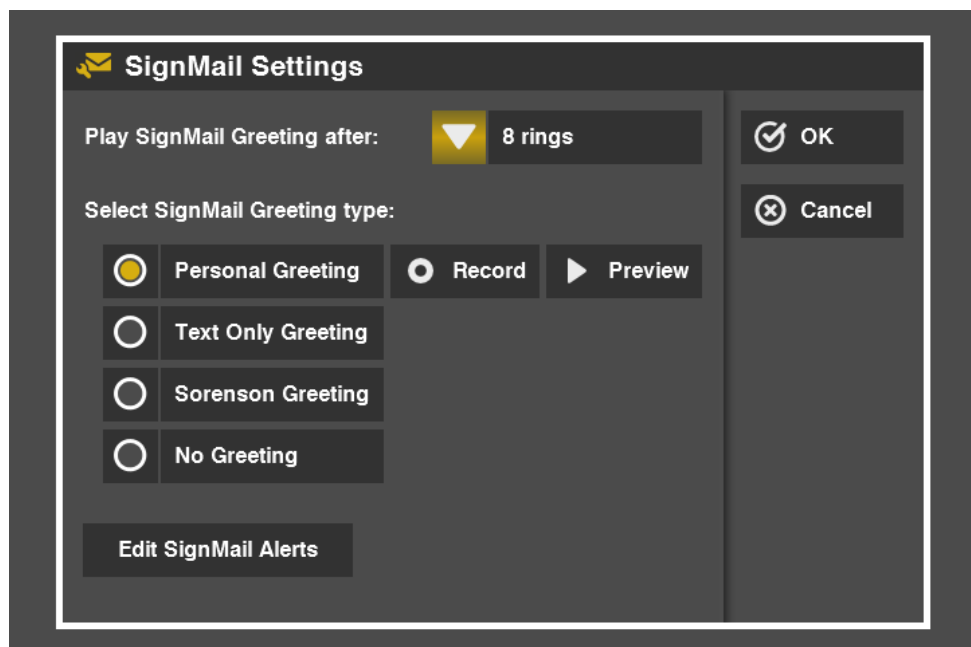 SignMail Settings
Play SignMail Greeting after:
8 rings
OK
Select SignMail Greeting type:
Cancel
Personal Greeting
Record
Preview
Text Only Greeting
Sorenson Greeting
No Greeting
Edit SignMail Alerts